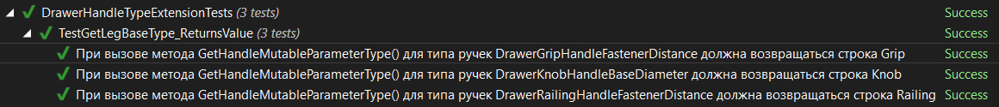 DrawerHandleTypeExtensionTests (3 tests) Success
TestGetLegBaseType_ReturnsValue (3 tests) Success
При вызове метода GetHandleMutableParameterType() для типа ручек DrawerGripHandleFastenerDistance должна возвращаться строка Grip Success
При вызове метода GetHandleMutableParameterType() для типа ручек DrawerKnobHandleBaseDiameter должна возвращаться строка Knob Success
При вызове метода GetHandleMutableParameterType() для типа ручек DrawerRailingHandleFastenerDistance должна возвращаться строка Railing Success